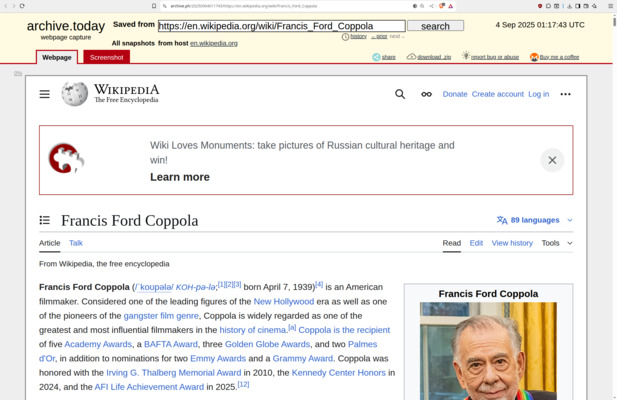 archive.today
webpage capture
Saved from https://en.wikipedia.org/wiki/Francis_Ford_Coppola search 4 Sep 2025 01:17:43 UTC
history ←prior next→
All snapshots from host en.wikipedia.org
Webpage Screenshot share download .zip report bug or abuse Buy me a coffee
WIKIPEDIA
The Free Encyclopedia
Donate Create account Log in
Wiki Loves Monuments: take pictures of Russian cultural heritage and
win!
Learn more
Francis Ford Coppola
89 languages
Article Talk Read Edit View history Tools
From Wikipedia, the free encyclopedia
Francis Ford Coppola (/ˈkoʊpələ/ KOH-pə-lə;[1][2][3] born April 7, 1939)[4] is an American
filmmaker. Considered one of the leading figures of the New Hollywood era as well as one
of the pioneers of the gangster film genre, Coppola is widely regarded as one of the
greatest and most influential filmmakers in the history of cinema.[a] Coppola is the recipient
of five Academy Awards, a BAFTA Award, three Golden Globe Awards, and two Palmes
d'Or, in addition to nominations for two Emmy Awards and a Grammy Award. Coppola was
honored with the Irving G. Thalberg Memorial Award in 2010, the Kennedy Center Honors in
2024, and the AFI Life Achievement Award in 2025.[12]
Francis Ford Coppola